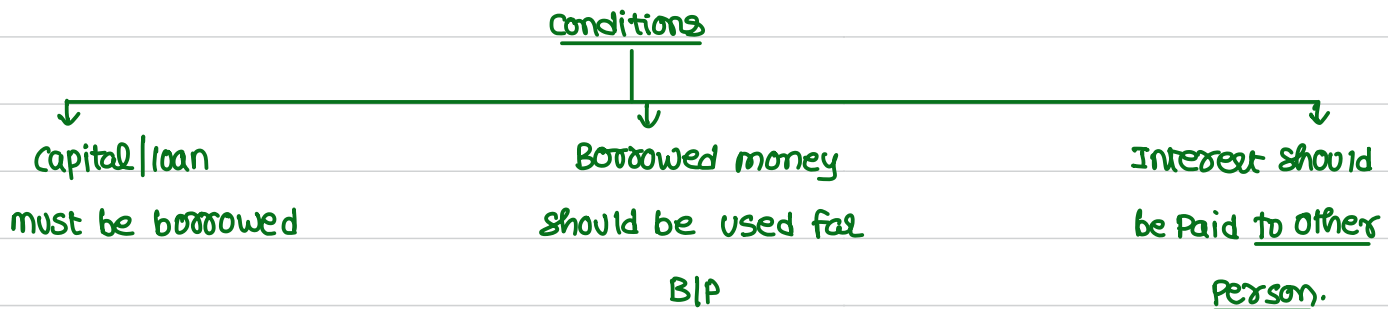 Conditions
Capital/loan
must be borrowed
Borrowed money
should be used for
B/P
Interest should
be paid to other
person.